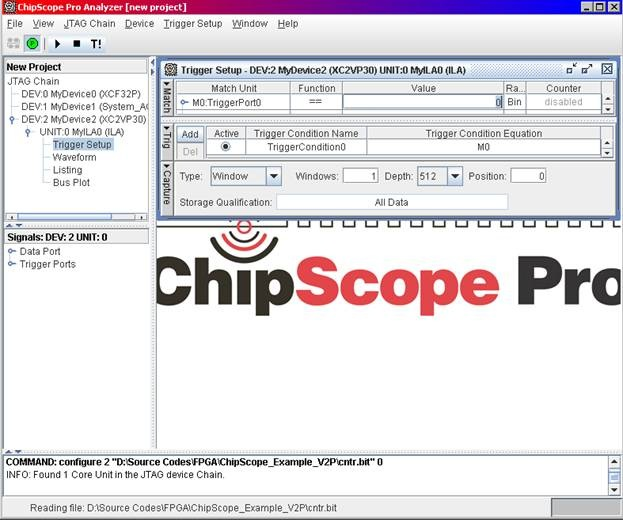 ChipScope Pro Analyzer [new project]
File View JTAG Chain Device Trigger Setup Window Help
T!
New Project
JTAG Chain
DEV:0 MyDevice0 (XCF32P)
DEV:1 MyDevice1 (System_AC
DEV:2 MyDevice2 (XC2VP30)
UNIT:0 MyILA0 (ILA)
Trigger Setup
Waveform
Listing
Bus Plot
Signals: DEV: 2 UNIT: 0
Data Port
Trigger Ports
Trigger Setup - DEV:2 MyDevice2 (XC2VP30) UNIT:0 MyILA0 (ILA)
Match
Match Unit Function Value Ra... Counter
M0:TriggerPort0 == 0 Bin disabled
Trig
Add Active Trigger Condition Name Trigger Condition Equation
Del TriggerCondition0 M0
Capture
Type: Window Windows: 1 Depth: 512 Position: 0
Storage Qualification: All Data
ChipScope Pro
COMMAND: configure 2 "D:\Source Codes\FPGA\ChipScope_Example_V2P\cntr.bit" 0
INFO: Found 1 Core Unit in the JTAG device Chain.
Reading file: D:\Source Codes\FPGA\ChipScope_Example_V2P\cntr.bit